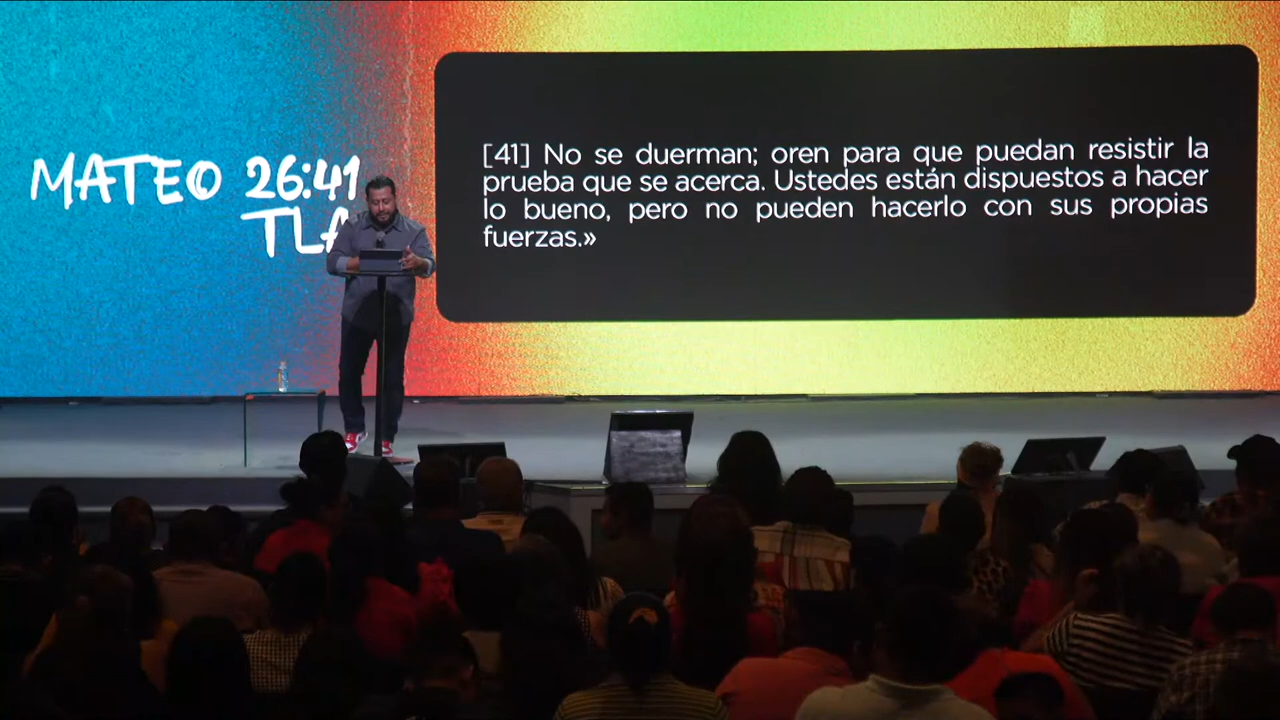 MATEO 26:41
TLA
[41] No se duerman; oren para que puedan resistir la
prueba que se acerca. Ustedes están dispuestos a hacer
lo bueno, pero no pueden hacerlo con sus propias
fuerzas.»